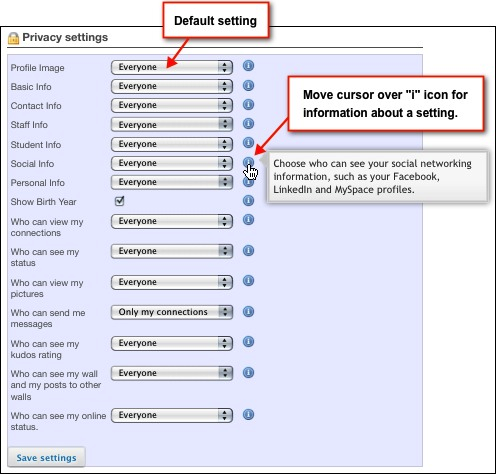 Default setting
Privacy settings
Profile Image Everyone
Basic Info Everyone
Move cursor over "i" icon for
information about a setting.
Contact Info Everyone
Staff Info Everyone
Student Info Everyone
Social Info Everyone
Choose who can see your social networking
information, such as your Facebook,
LinkedIn and MySpace profiles.
Personal Info Everyone
Show Birth Year
Who can view my Everyone
connections
Who can see my Everyone
status
Who can view my Everyone
pictures
Who can send me Only my connections
messages
Who can see my Everyone
kudos rating
Who can see my wall Everyone
and my posts to other
walls
Who can see my online Everyone
status.
Save settings